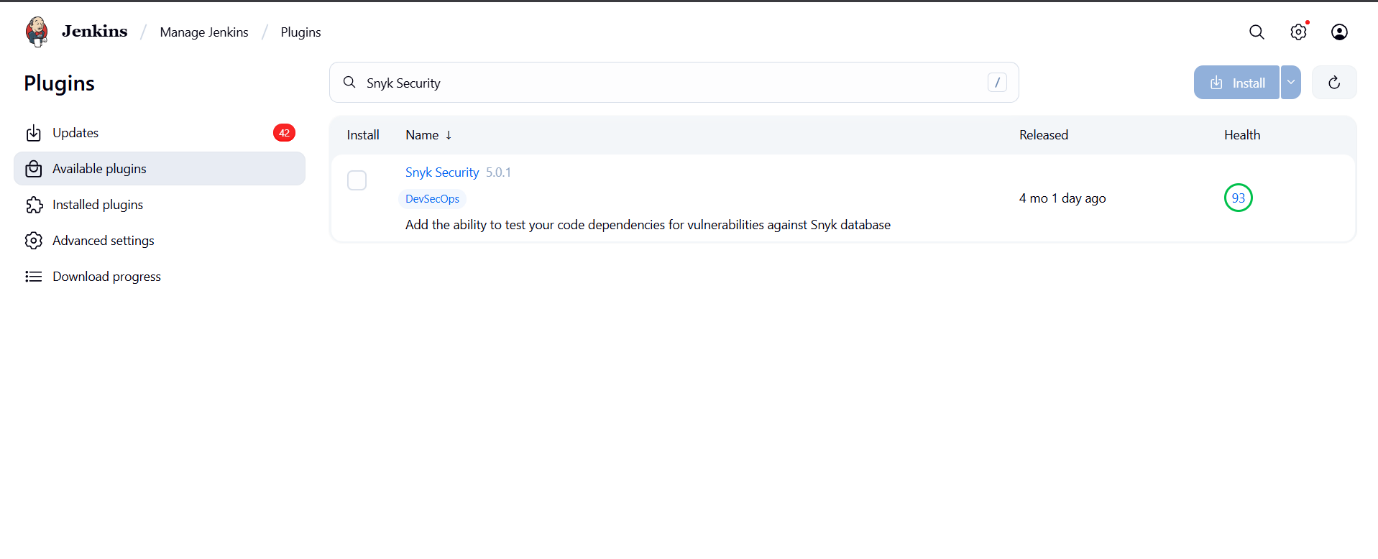 Jenkins / Manage Jenkins / Plugins
Plugins
Snyk Security /
Install
Updates 42
Available plugins
Installed plugins
Advanced settings
Download progress
Install Name ↓ Released Health
Snyk Security 5.0.1
DevSecOps
4 mo 1 day ago 93
Add the ability to test your code dependencies for vulnerabilities against Snyk database